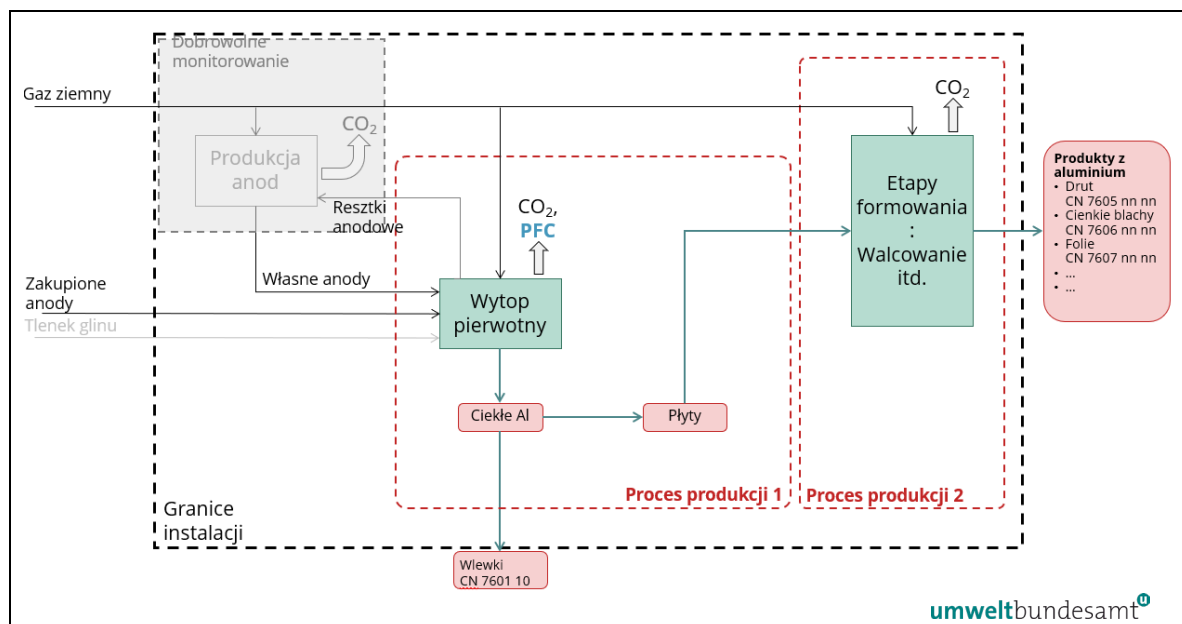 Dobrowolne
monitorowanie
Gaz ziemny
CO₂
Produkcja
anod
Resztki
anodowe
CO₂,
PFC
CO₂
Etapy
formowania
:
Walcowanie
itd.
Produkty z
aluminium
• Drut
CN 7605 nn nn
• Cienkie blachy
CN 7606 nn nn
• Folie
CN 7607 nn nn
• ...
• ...
Własne anody
Zakupione
anody
Tlenek glinu
Wytop
pierwotny
Ciekłe Al
Płyty
Proces produkcji 1
Proces produkcji 2
Granice
instalacji
Wlewki
CN 7601 10
umweltbundesamt u